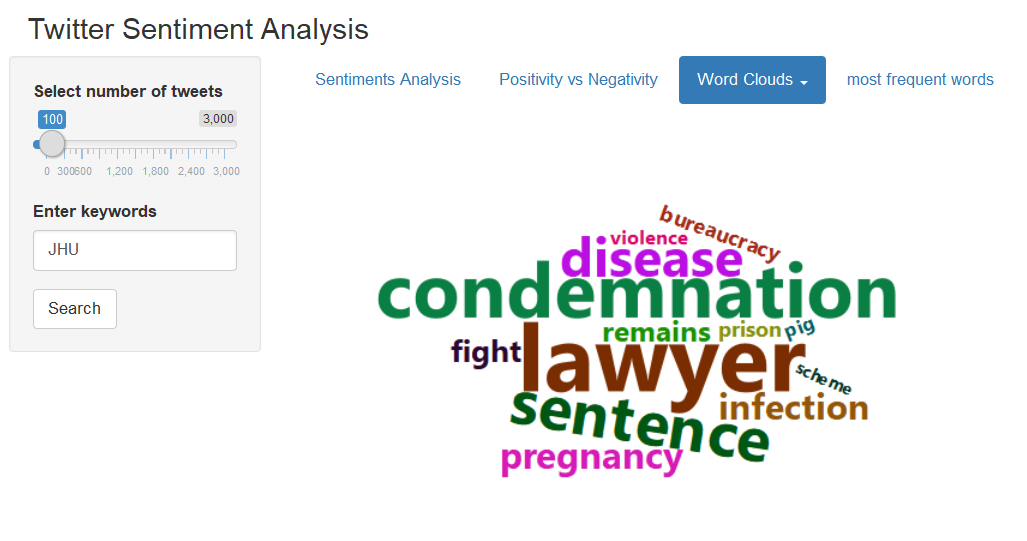 Twitter Sentiment Analysis
Select number of tweets
100 3,000
0 300600 1,200 1,800 2,400 3,000
Enter keywords
JHU
Search
Sentiments Analysis Positivity vs Negativity Word Clouds most frequent words
bureaucracy
violence
disease
condemnation
remains prison pig
fight lawyer
scheme
infection
sentence
pregnancy